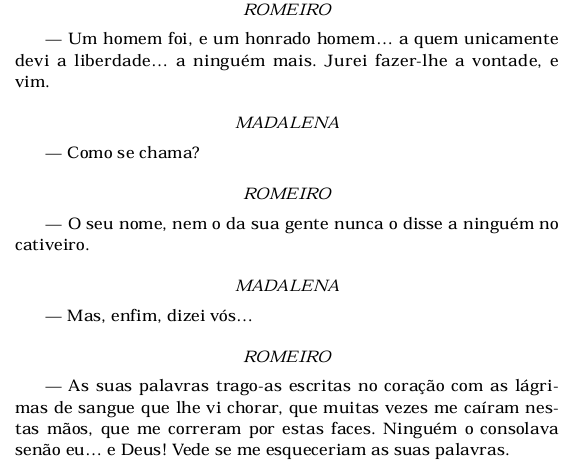 ROMEIRO
— Um homem foi, e um honrado homem... a quem unicamente
devi a liberdade... a ninguém mais. Jurei fazer-lhe a vontade, e
vim.
MADALENA
— Como se chama?
ROMEIRO
— O seu nome, nem o da sua gente nunca o disse a ninguém no
cativeiro.
MADALENA
— Mas, enfim, dizei vós...
ROMEIRO
— As suas palavras trago-as escritas no coração com as lágri-
mas de sangue que lhe vi chorar, que muitas vezes me caíram nes-
tas mãos, que me correram por estas faces. Ninguém o consolava
senão eu... e Deus! Vede se me esqueceriam as suas palavras.